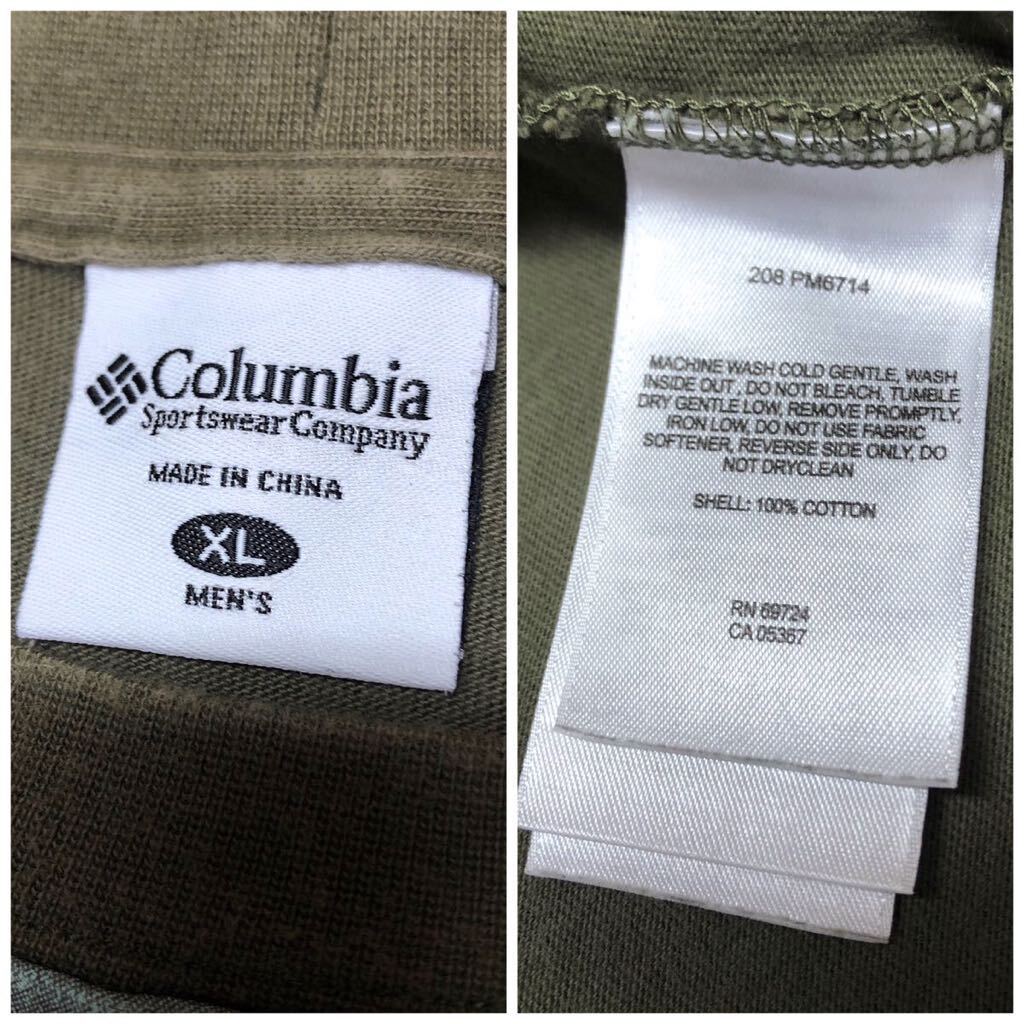 Columbia
Sportswear Company
MADE IN CHINA
XL
MEN'S
208 PM6714
MACHINE WASH COLD GENTLE, WASH
INSIDE OUT, DO NOT BLEACH, TUMBLE
DRY GENTLE LOW, REMOVE PROMPTLY,
IRON LOW, DO NOT USE FABRIC
SOFTENER, REVERSE SIDE ONLY, DO
NOT DRYCLEAN
SHELL: 100% COTTON
RN 69724
CA 05367